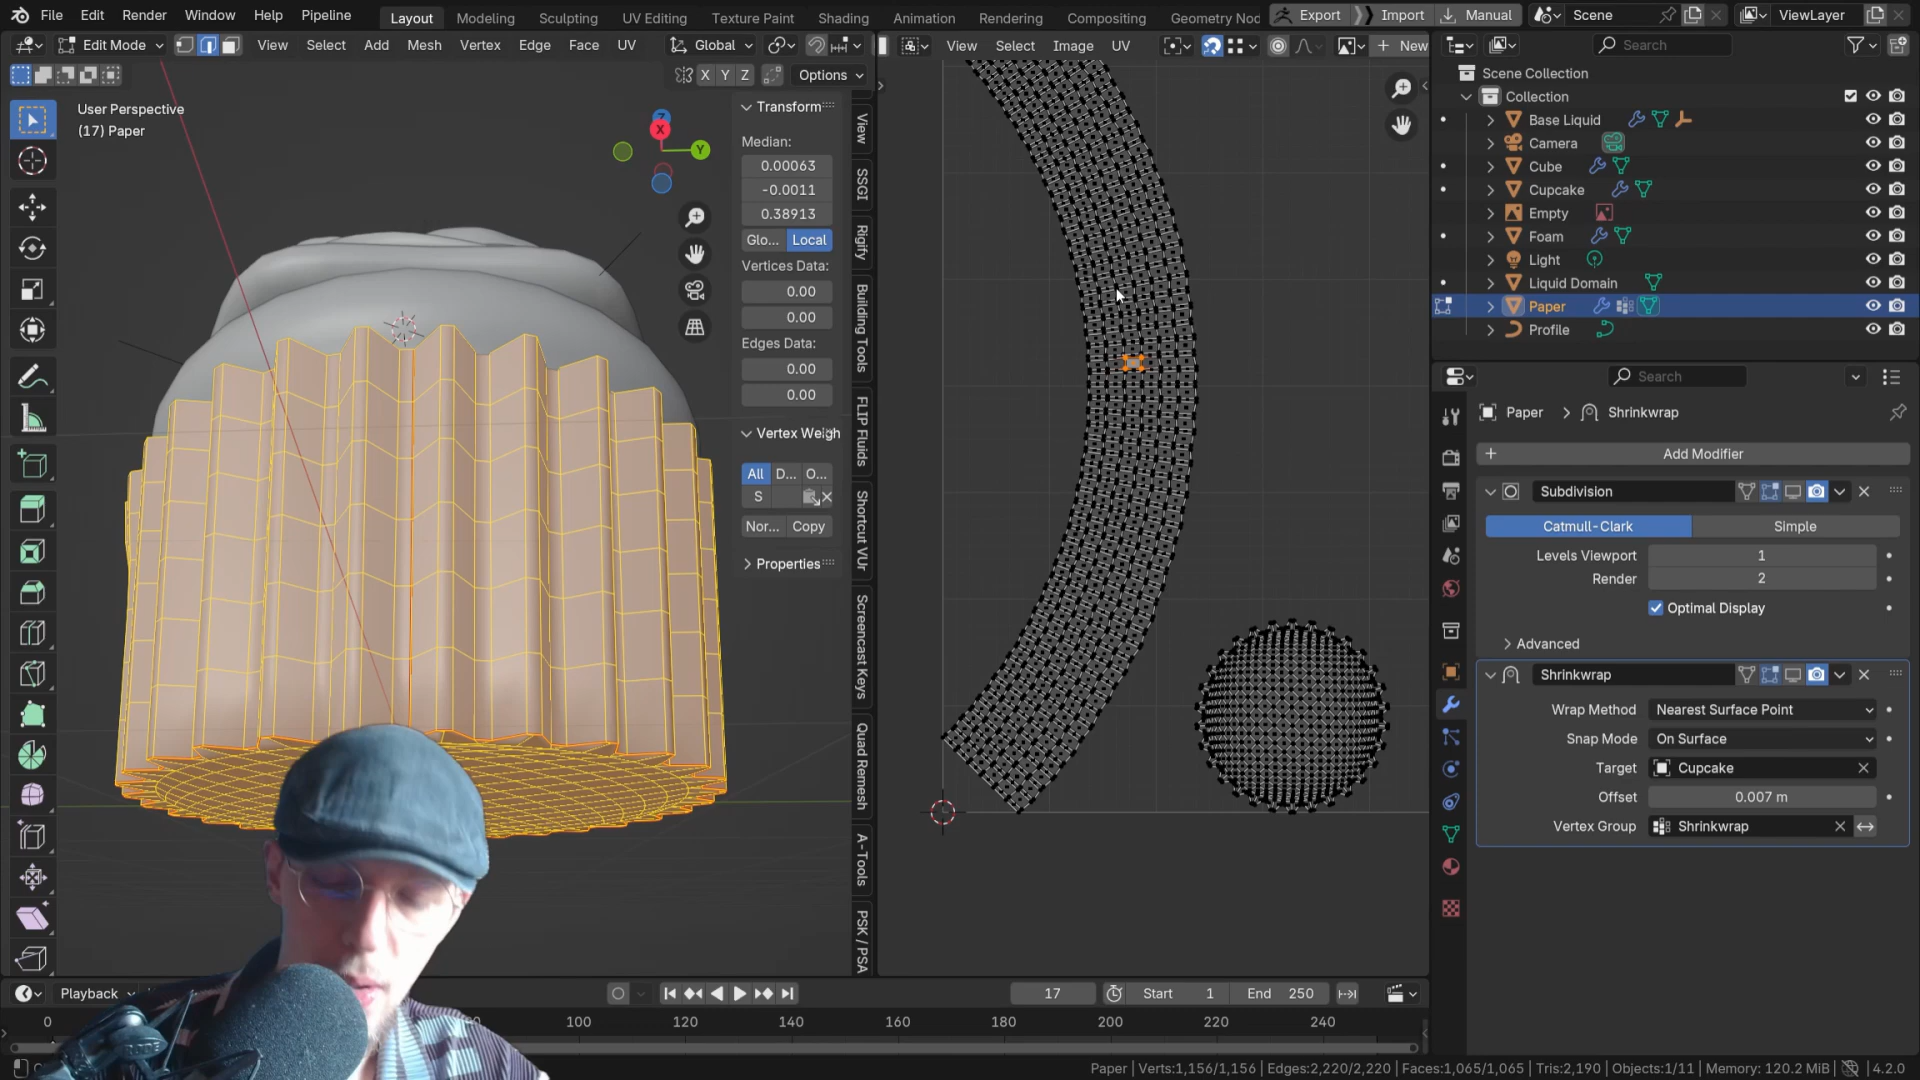 File Edit Render Window Help Pipeline Layout Modeling Sculpting UV Editing Texture Paint Shading Animation Rendering Compositing Geometry Nod Export Import Manual Scene ViewLayer
Edit Mode View Select Add Mesh Vertex Edge Face UV Global View Select Image UV New Search
X Y Z Options
Scene Collection
Collection
Base Liquid
Camera
Cube
Cupcake
Empty
Foam
Light
Liquid Domain
Paper
Profile
User Perspective
(17) Paper
Z
X
Y
Transform
Median:
0.00063
-0.0011
0.38913
Glo... Local
Vertices Data:
0.00
0.00
Edges Data:
0.00
0.00
Vertex Weigh
All D... O...
S
Nor... Copy
Properties
View
SSGI
Rigify
Building Tools
FLIP Fluids
Shortcut VUr
Screencast Keys
Quad Remesh
A-Tools
PSK / PSA
Search
Paper > Shrinkwrap
Add Modifier
Subdivision
Catmull-Clark Simple
Levels Viewport 1
Render 2
Optimal Display
Advanced
Shrinkwrap
Wrap Method Nearest Surface Point
Snap Mode On Surface
Target Cupcake
Offset 0.007 m
Vertex Group Shrinkwrap
Playback 17 Start 1 End 250
0 100 120 140 160 180 200 220 240
Paper | Verts:1,156/1,156 | Edges:2,220/2,220 | Faces:1,065/1,065 | Tris:2,190 | Objects:1/11 | Memory: 120.2 MiB | 4.2.0